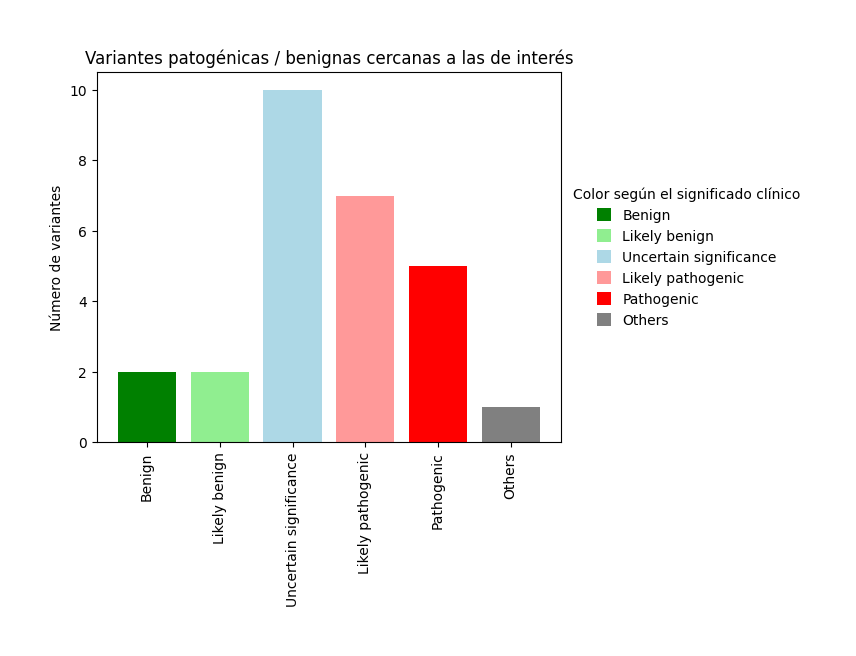 Variantes patogénicas / benignas cercanas a las de interés
Número de variantes
10
8
6
4
2
0
Benign
Likely benign
Uncertain significance
Likely pathogenic
Pathogenic
Others
Color según el significado clínico
Benign
Likely benign
Uncertain significance
Likely pathogenic
Pathogenic
Others